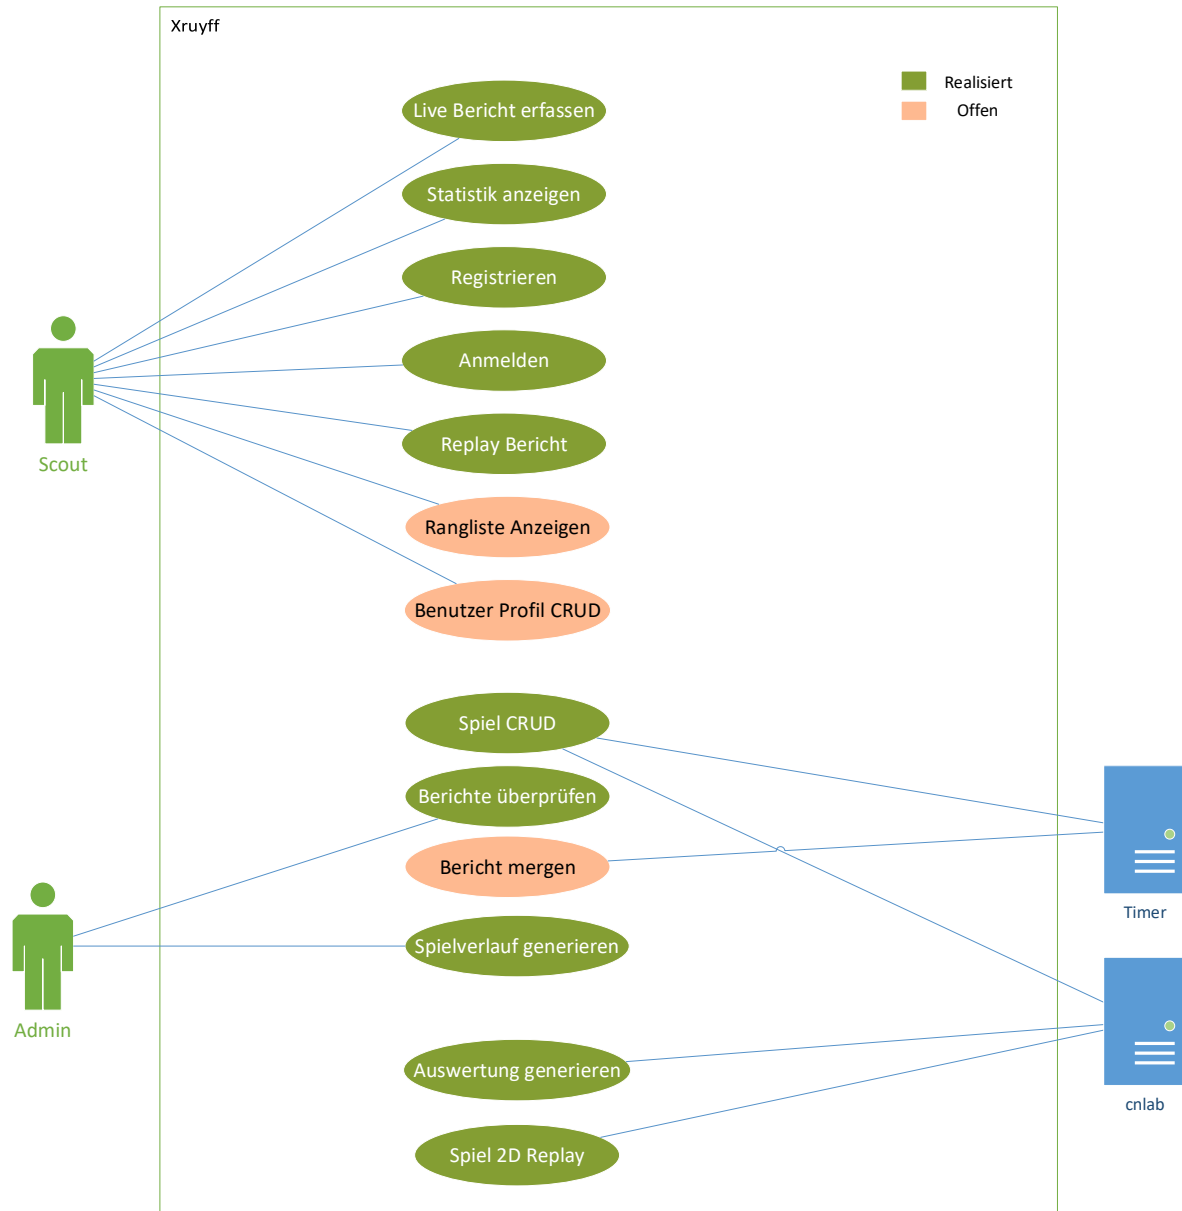 Xruyff
Realisiert
Offen
Live Bericht erfassen
Statistik anzeigen
Registrieren
Anmelden
Replay Bericht
Scout
Rangliste Anzeigen
Benutzer Profil CRUD
Spiel CRUD
Berichte überprüfen
Bericht mergen
Timer
Spielverlauf generieren
Admin
Auswertung generieren
cnlab
Spiel 2D Replay